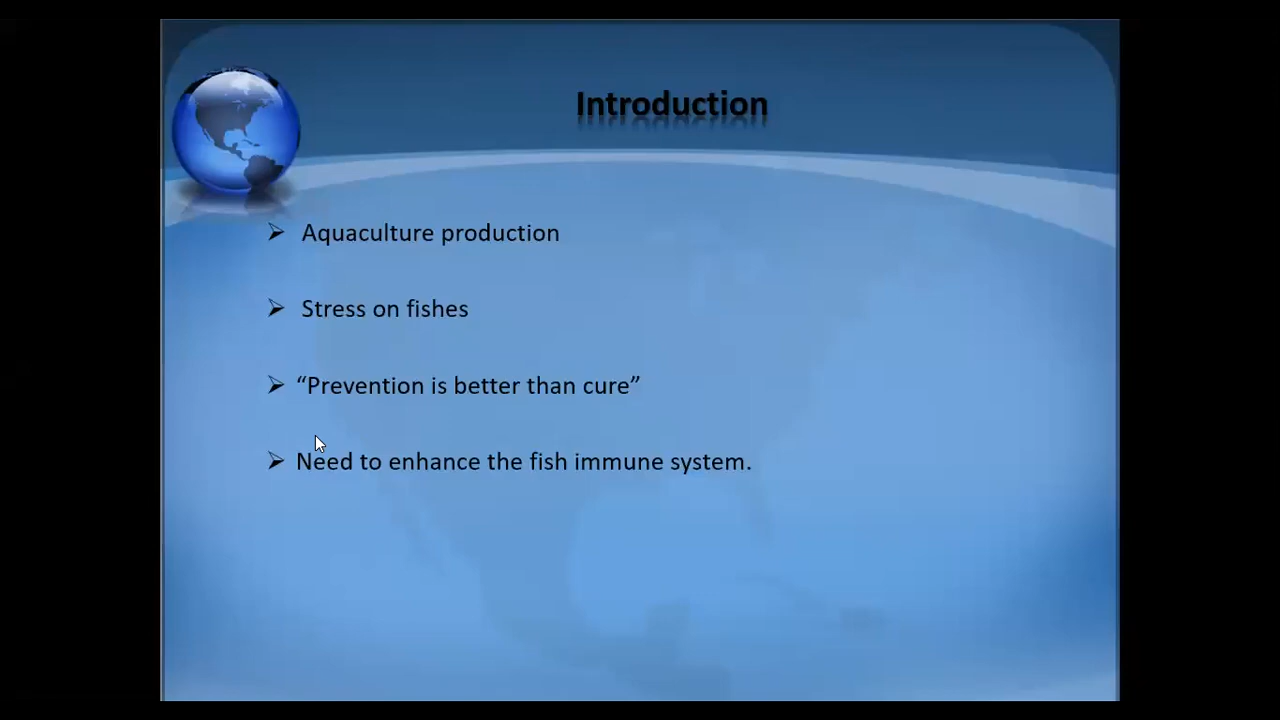 Introduction
➢ Aquaculture production
➢ Stress on fishes
➢ “Prevention is better than cure”
➢ Need to enhance the fish immune system.